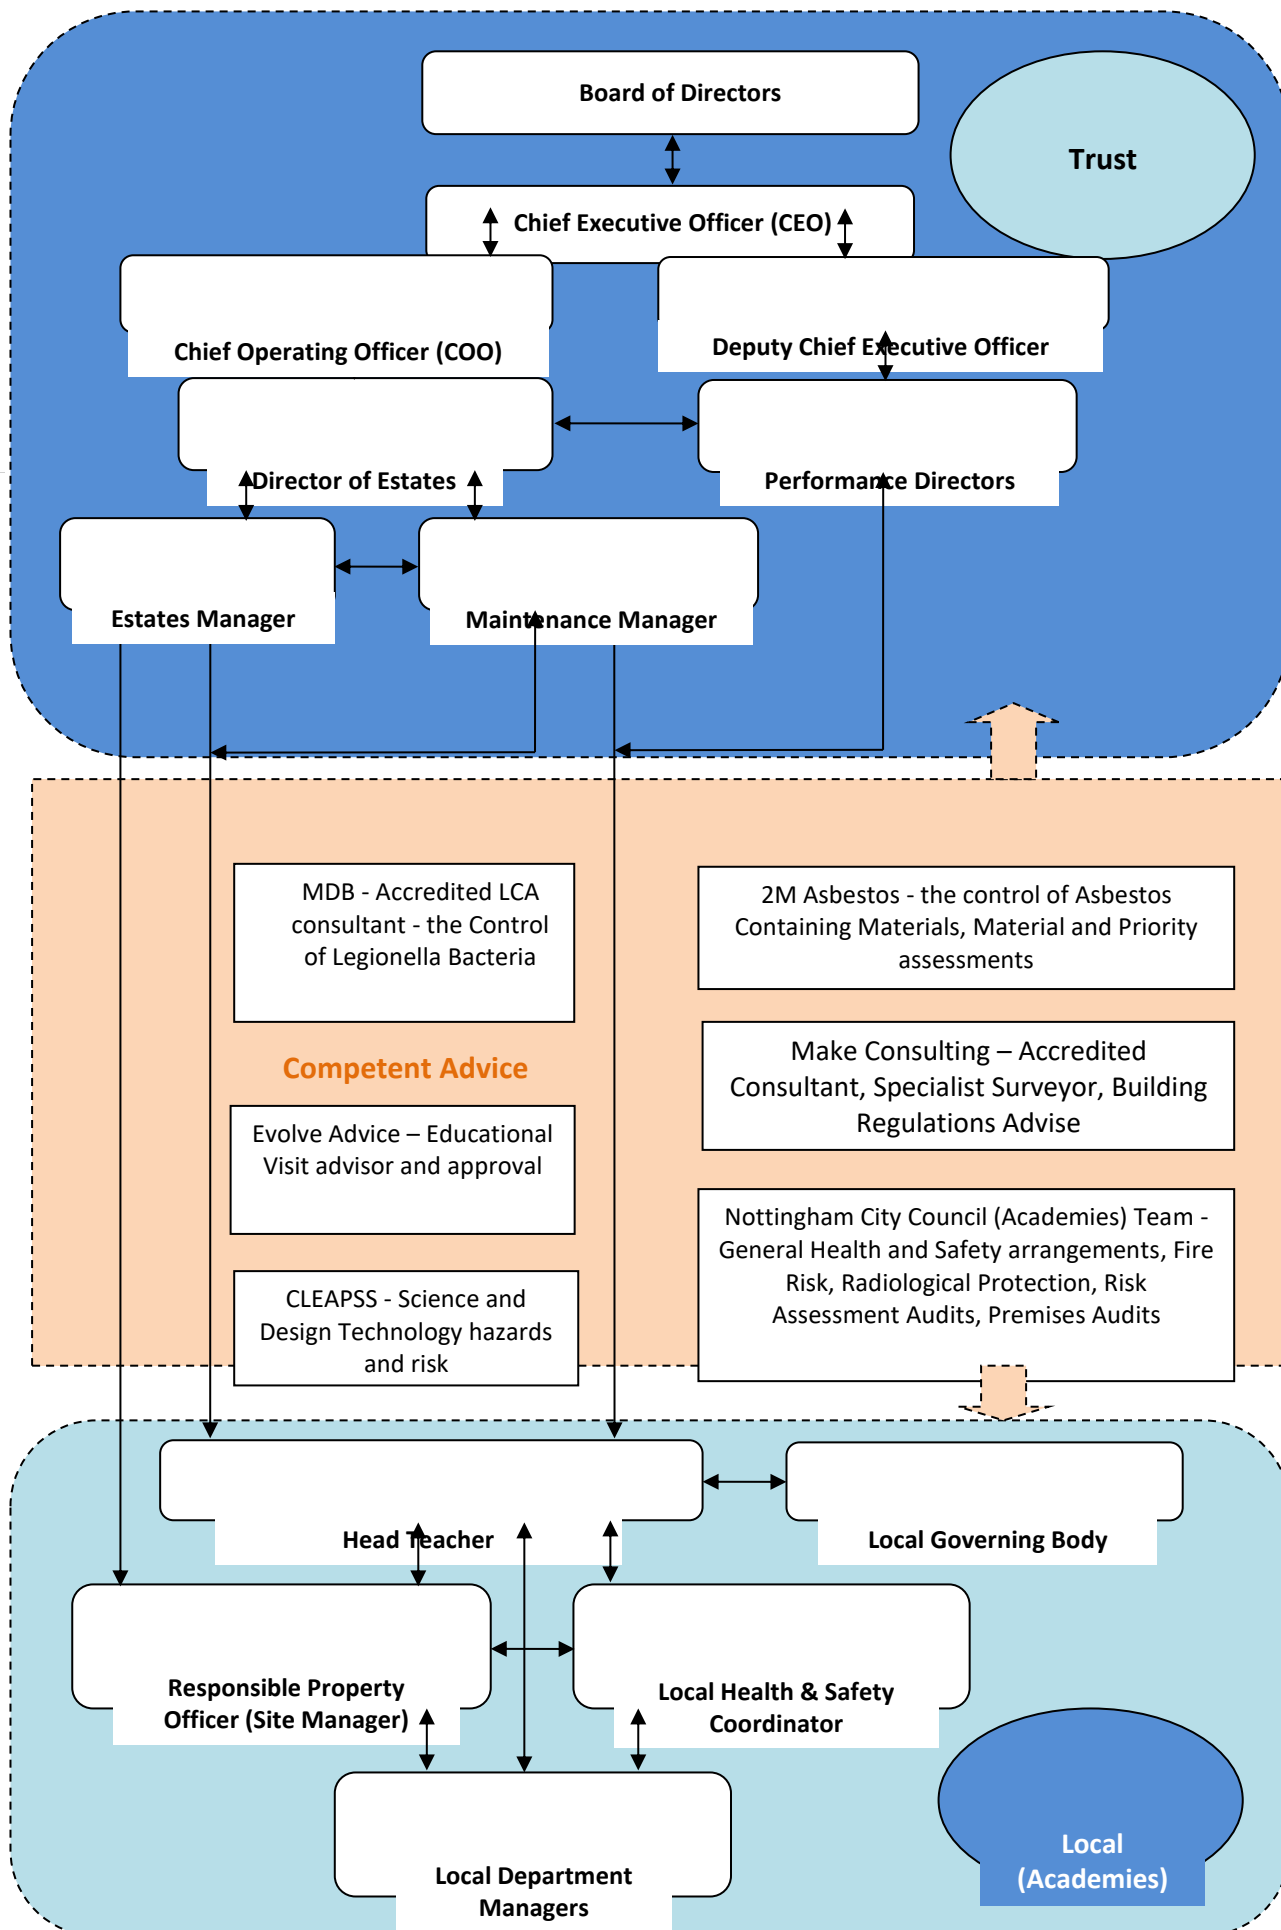 Board of Directors
Trust
Chief Executive Officer (CEO)
Chief Operating Officer (COO)
Deputy Chief Executive Officer
Director of Estates
Performance Directors
Estates Manager
Maintenance Manager
MDB - Accredited LCA
consultant - the Control
of Legionella Bacteria
2M Asbestos - the control of Asbestos
Containing Materials, Material and Priority
assessments
Competent Advice
Make Consulting – Accredited
Consultant, Specialist Surveyor, Building
Regulations Advise
Evolve Advice – Educational
Visit advisor and approval
Nottingham City Council (Academies) Team -
General Health and Safety arrangements, Fire
Risk, Radiological Protection, Risk
Assessment Audits, Premises Audits
CLEAPSS - Science and
Design Technology hazards
and risk
Head Teacher
Local Governing Body
Responsible Property
Officer (Site Manager)
Local Health & Safety
Coordinator
Local Department
Managers
Local
(Academies)